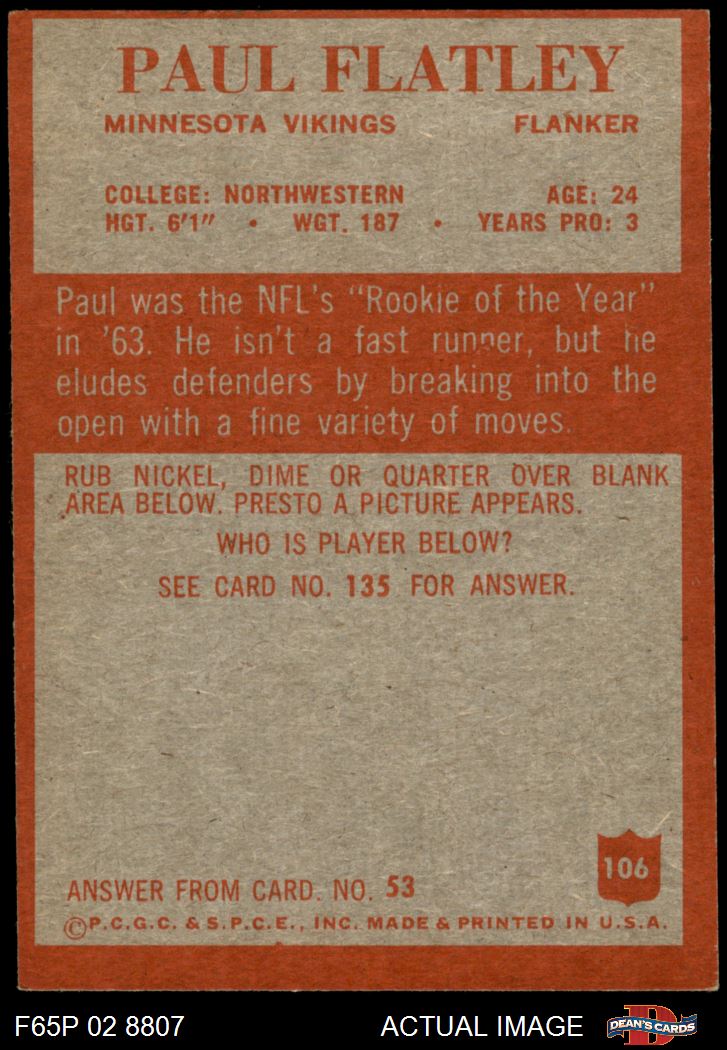 PAUL FLATLEY
MINNESOTA VIKINGS FLANKER
COLLEGE: NORTHWESTERN AGE: 24
HGT. 6'1" • WGT. 187 • YEARS PRO: 3
Paul was the NFL's "Rookie of the Year"
in '63. He isn't a fast runner, but he
eludes defenders by breaking into the
open with a fine variety of moves.
RUB NICKEL, DIME OR QUARTER OVER BLANK
AREA BELOW. PRESTO A PICTURE APPEARS.
WHO IS PLAYER BELOW?
SEE CARD NO. 135 FOR ANSWER.
106
ANSWER FROM CARD. NO. 53
©P.C.G.C. & S.P.C.E., INC. MADE & PRINTED IN U.S.A.
F65P 02 8807 ACTUAL IMAGE DEAN'S CARDS